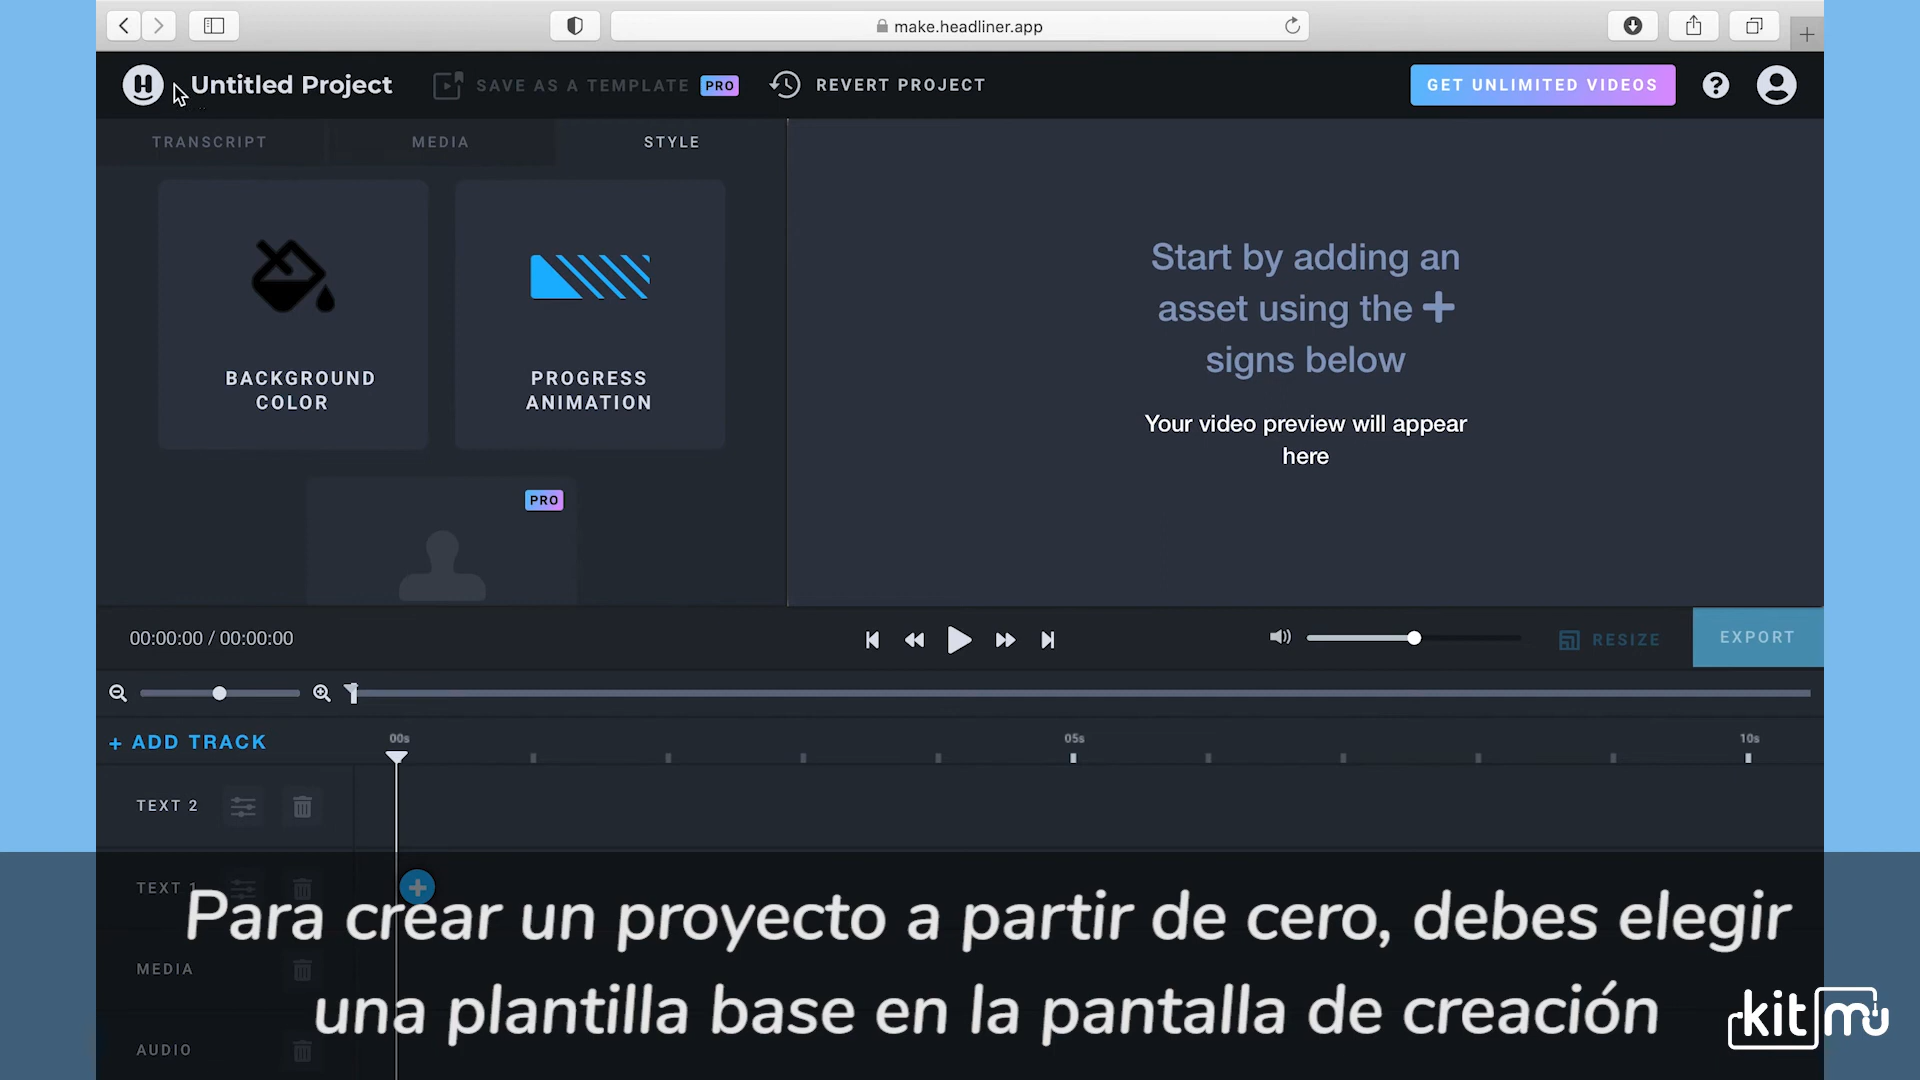 make.headliner.app
Untitled Project
SAVE AS A TEMPLATE PRO
REVERT PROJECT
GET UNLIMITED VIDEOS
?
TRANSCRIPT
MEDIA
STYLE
BACKGROUND
COLOR
PROGRESS
ANIMATION
PRO
Start by adding an
asset using the +
signs below
Your video preview will appear
here
00:00:00 / 00:00:00
RESIZE
EXPORT
+ ADD TRACK
00s
05s
10s
TEXT 2
TEXT 1
MEDIA
AUDIO
Para crear un proyecto a partir de cero, debes elegir
una plantilla base en la pantalla de creación
kit mu